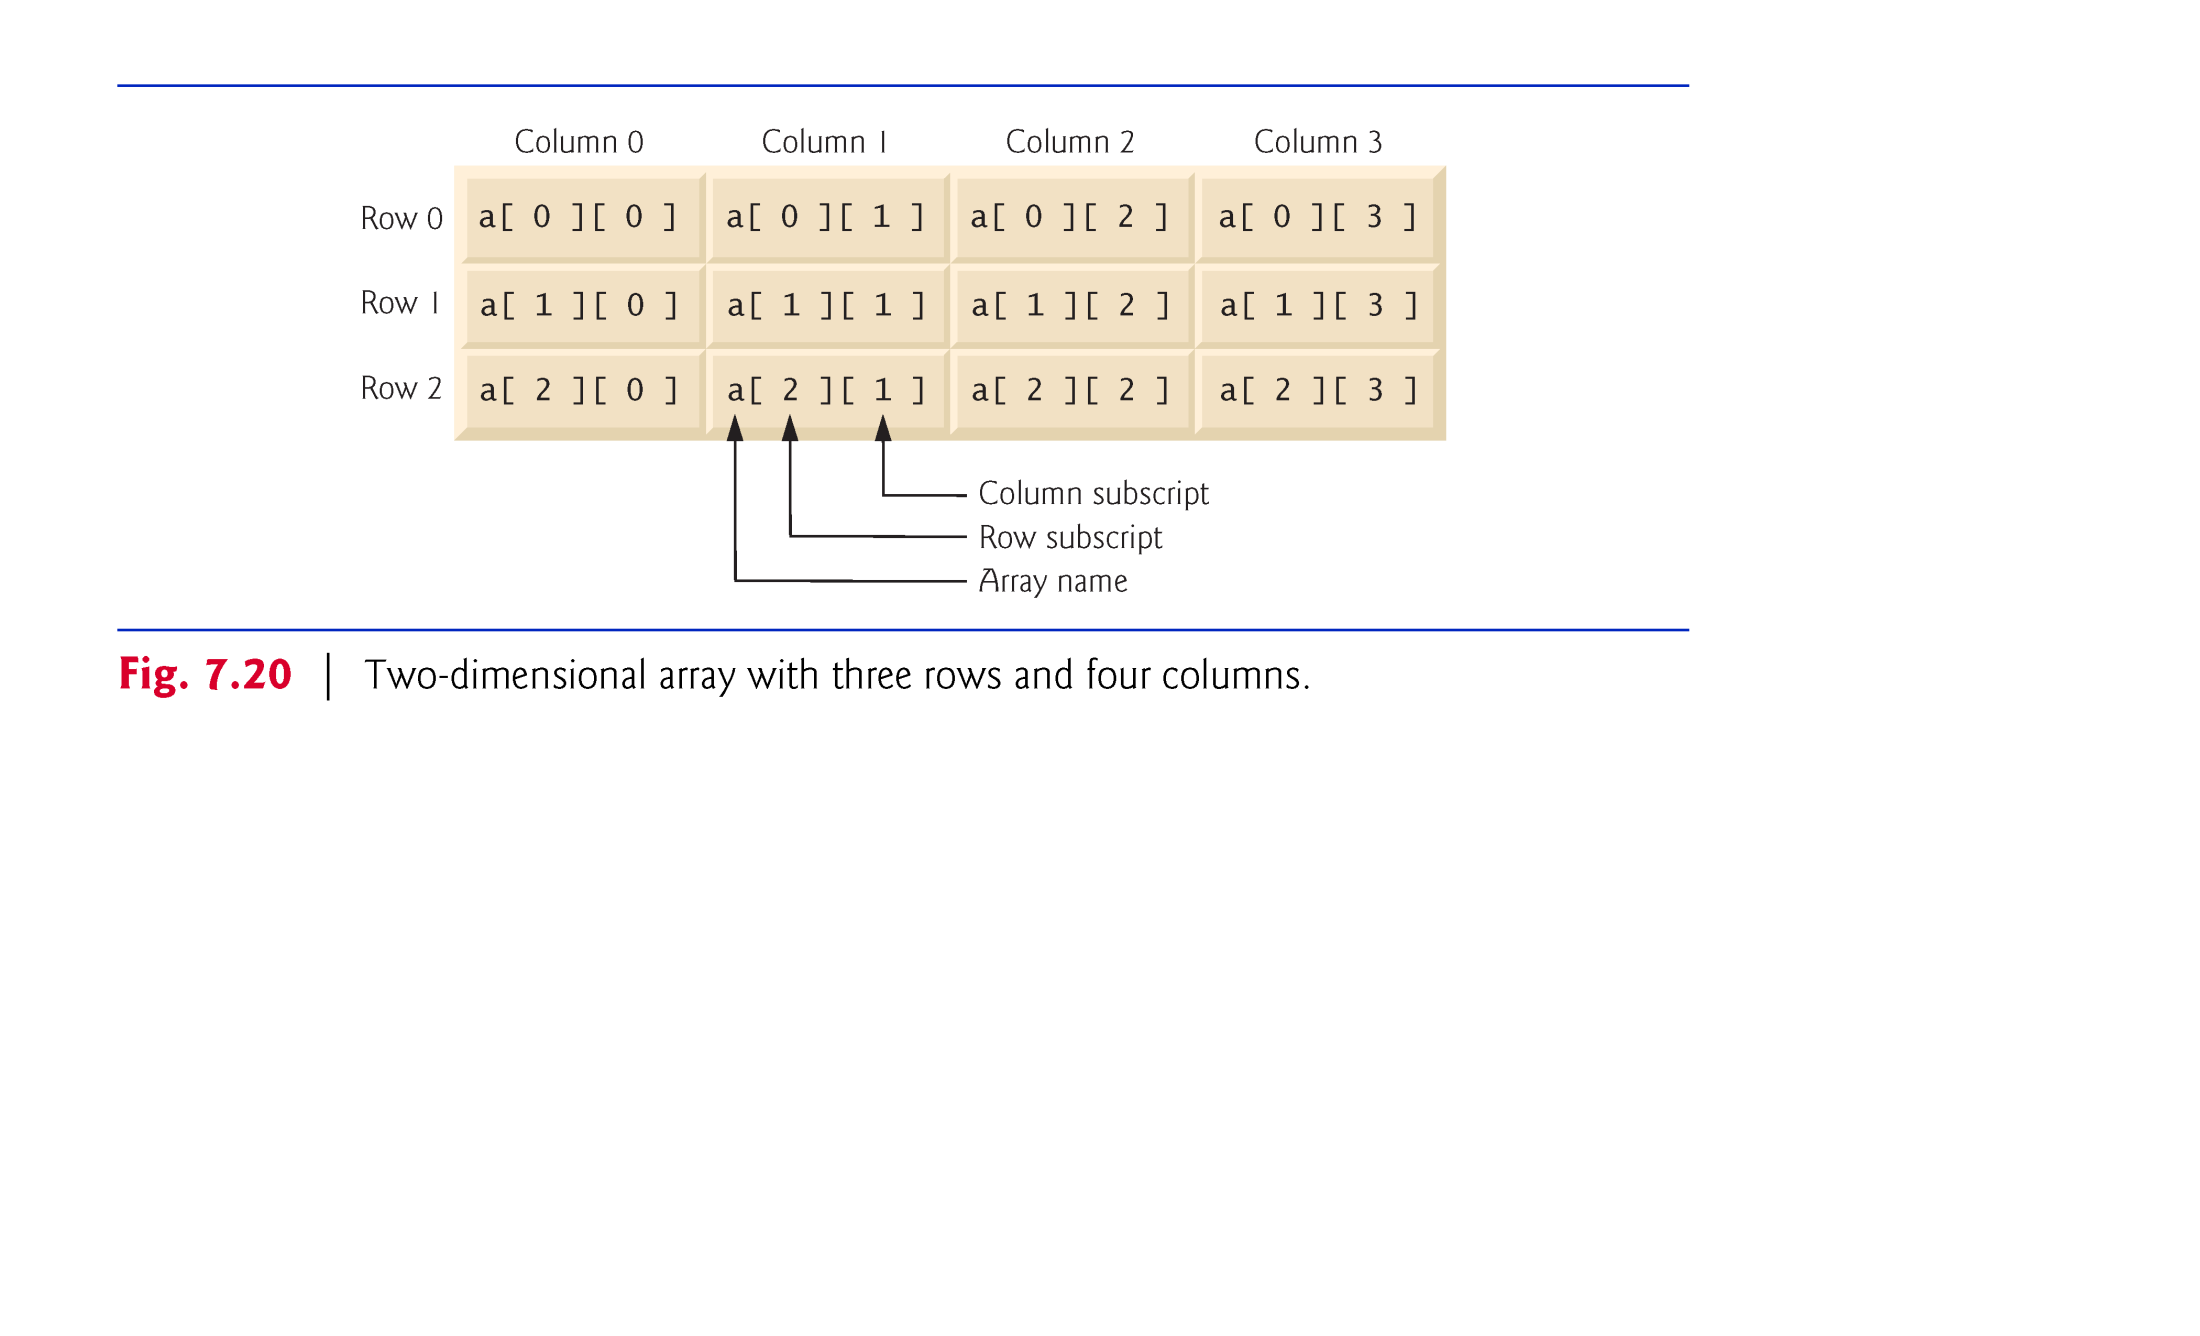 Column 0 Column 1 Column 2 Column 3
Row 0 a[ 0 ][ 0 ] a[ 0 ][ 1 ] a[ 0 ][ 2 ] a[ 0 ][ 3 ]
Row 1 a[ 1 ][ 0 ] a[ 1 ][ 1 ] a[ 1 ][ 2 ] a[ 1 ][ 3 ]
Row 2 a[ 2 ][ 0 ] a[ 2 ][ 1 ] a[ 2 ][ 2 ] a[ 2 ][ 3 ]
Column subscript
Row subscript
Array name
Fig. 7.20 | Two-dimensional array with three rows and four columns.